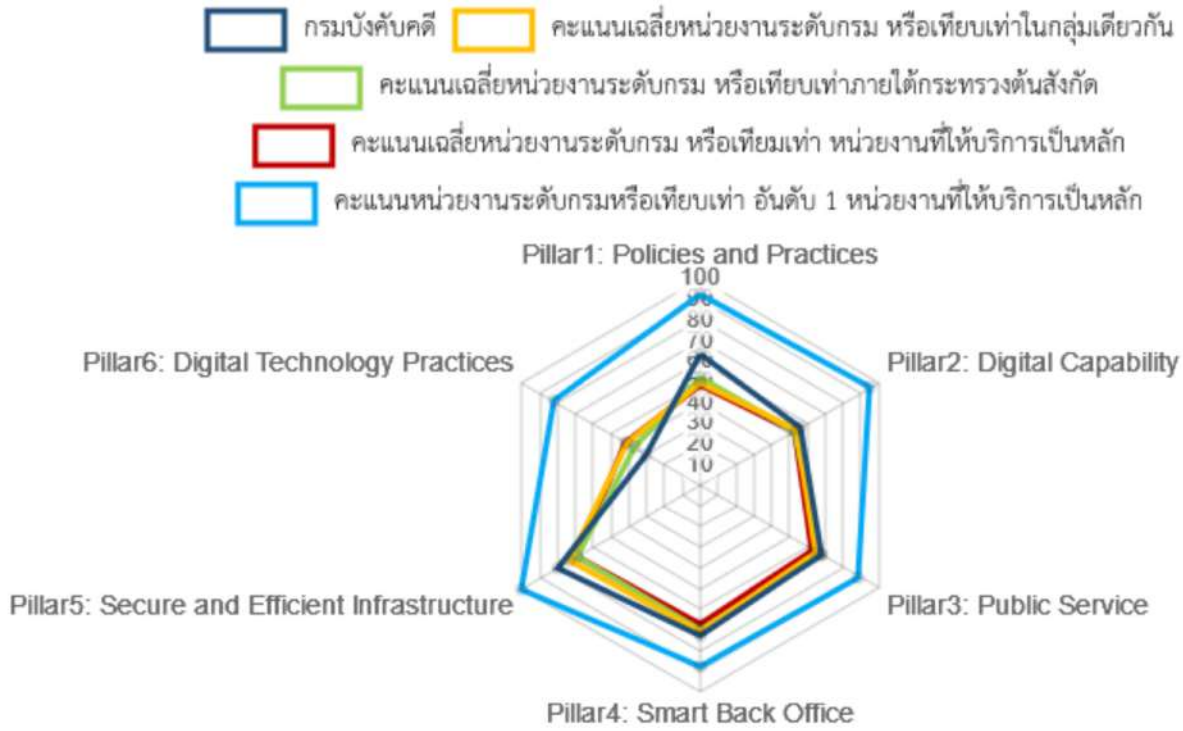 กรมบังคับคดี คะแนนเฉลี่ยหน่วยงานระดับกรม หรือเทียบเท่าในกลุ่มเดียวกัน
คะแนนเฉลี่ยหน่วยงานระดับกรม หรือเทียบเท่าภายใต้กระทรวงต้นสังกัด
คะแนนเฉลี่ยหน่วยงานระดับกรม หรือเทียมเท่า หน่วยงานที่ให้บริการเป็นหลัก
คะแนนหน่วยงานระดับกรมหรือเทียบเท่า อันดับ 1 หน่วยงานที่ให้บริการเป็นหลัก
Pillar1: Policies and Practices
100
90
80
70
Pillar6: Digital Technology Practices
Pillar2: Digital Capability
60
40
30
20
10
Pillar5: Secure and Efficient Infrastructure
Pillar3: Public Service
Pillar4: Smart Back Office